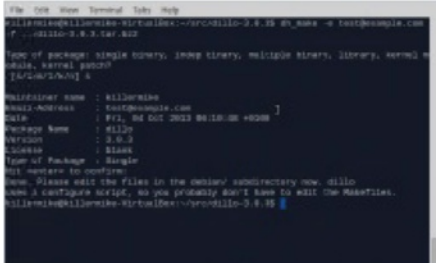 File Edit View Terminal Tabs Help
killermike@killermike-VirtualBox:~/src/dillo-3.0.3$ dh_make -e test@example.com
-f ../dillo-3.0.3.tar.bz2
Type of package: single binary, indep binary, multiple binary, library, kernel m
odule, kernel patch?
[s/i/m/l/k/n] s
Maintainer name : killermike
Email-Address : test@example.com
Date : Fri, 04 Oct 2013
Package Name : dillo
Version : 3.0.3
License : blank
Type of Package : Single
Hit <enter> to confirm:
Done. Please edit the files in the debian/ subdirectory now. dillo
uses a configure script, so you probably don't have to edit the Makefiles.
killermike@killermike-VirtualBox:~/src/dillo-3.0.3$